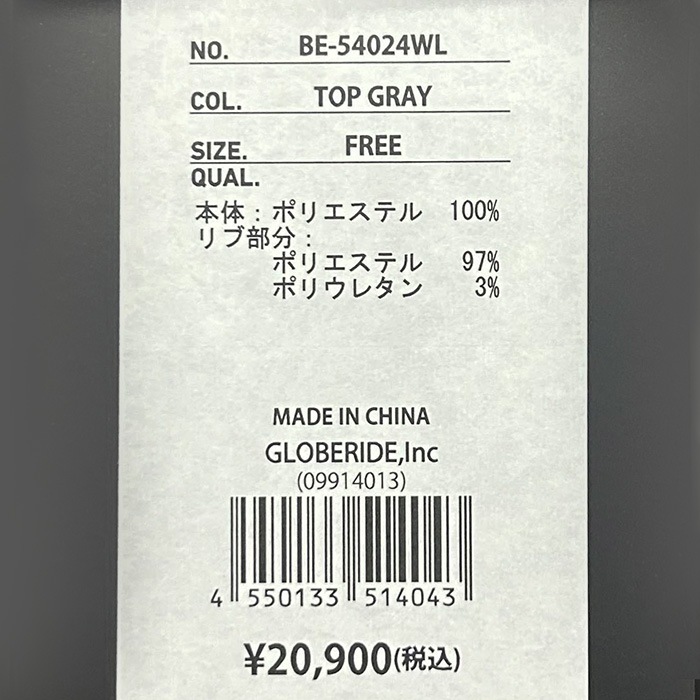 NO. BE-54024WL
COL. TOP GRAY
SIZE. FREE
QUAL.
本体：ポリエステル 100%
リブ部分：
ポリエステル 97%
ポリウレタン 3%
MADE IN CHINA
GLOBERIDE,Inc
(09914013)
4 550133 514043
¥20,900(税込)